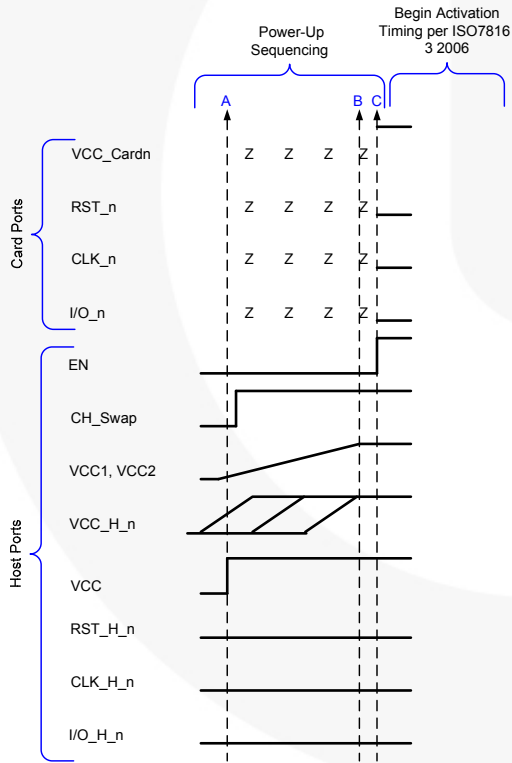 Begin Activation
Timing per ISO7816
3 2006
Power-Up
Sequencing
A
B
C
Card Ports
VCC_Cardn
Z Z Z Z
RST_n
Z Z Z Z
CLK_n
Z Z Z Z
I/O_n
Z Z Z Z
Host Ports
EN
CH_Swap
VCC1, VCC2
VCC_H_n
VCC
RST_H_n
CLK_H_n
I/O_H_n